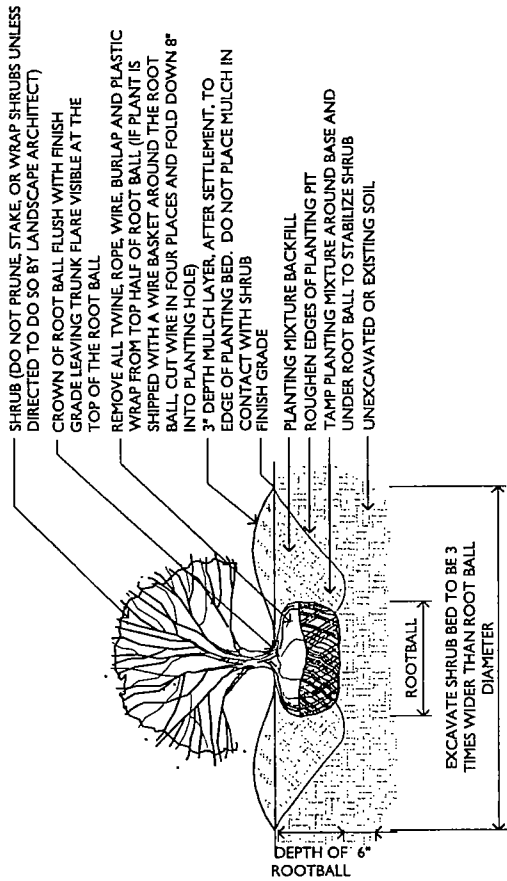 SHRUB (DO NOT PRUNE, STAKE, OR WRAP SHRUBS UNLESS
DIRECTED TO DO SO BY LANDSCAPE ARCHITECT)
CROWN OF ROOT BALL FLUSH WITH FINISH
GRADE LEAVING TRUNK FLARE VISIBLE AT THE
TOP OF THE ROOT BALL
REMOVE ALL TWINE, ROPE, WIRE, BURLAP AND PLASTIC
WRAP FROM TOP HALF OF ROOT BALL (IF PLANT IS
SHIPPED WITH A WIRE BASKET AROUND THE ROOT
BALL, CUT WIRE IN FOUR PLACES AND FOLD DOWN 8"
INTO PLANTING HOLE)
3" DEPTH MULCH LAYER, AFTER SETTLEMENT, TO
EDGE OF PLANTING BED. DO NOT PLACE MULCH IN
CONTACT WITH SHRUB
FINISH GRADE
PLANTING MIXTURE BACKFILL
ROUGHEN EDGES OF PLANTING PIT
TAMP PLANTING MIXTURE AROUND BASE AND
UNDER ROOT BALL TO STABILIZE SHRUB
UNEXCAVATED OR EXISTING SOIL
ROOTBALL
EXCAVATE SHRUB BED TO BE 3
TIMES WIDER THAN ROOT BALL
DIAMETER
DEPTH OF 6"
ROOTBALL